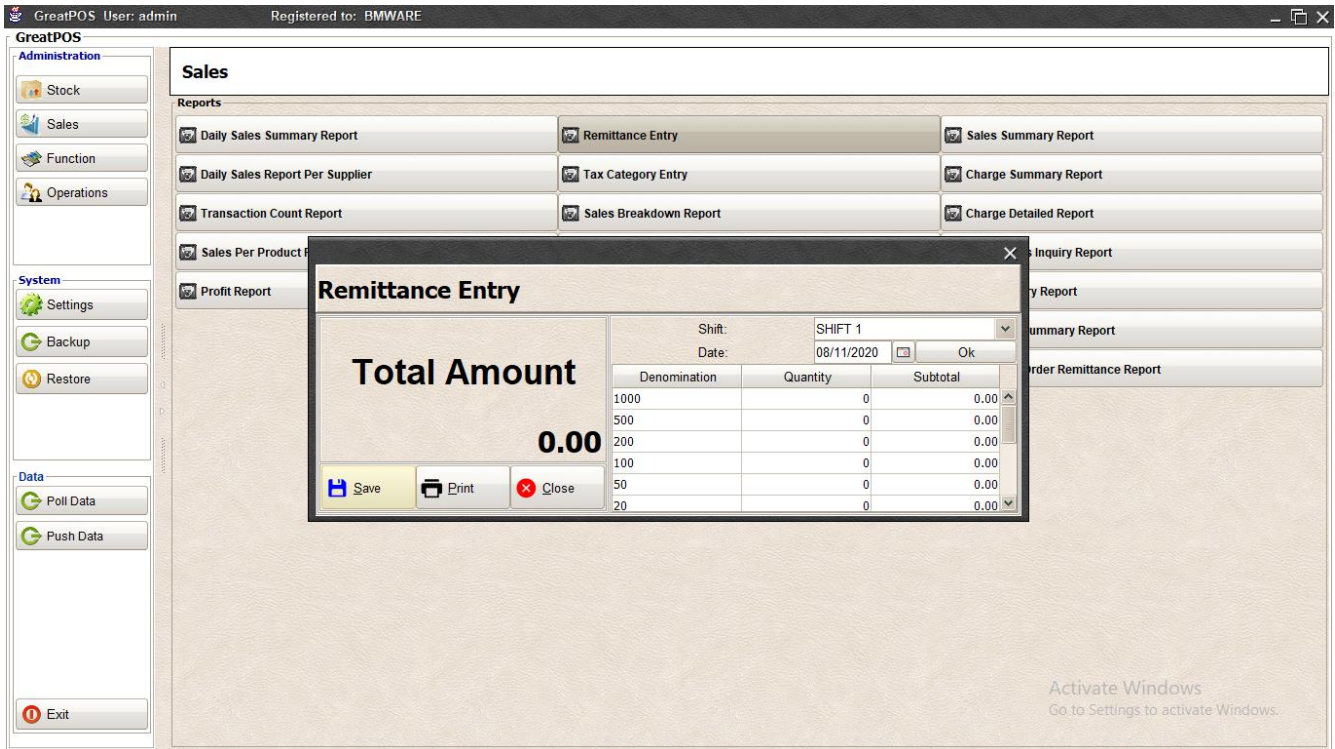 GreatPOS User: admin Registered to: BMWARE
GreatPOS
Administration
Stock
Sales
Function
Operations
System
Settings
Backup
Restore
Data
Poll Data
Push Data
Exit
Sales
Reports
Daily Sales Summary Report
Remittance Entry
Sales Summary Report
Daily Sales Report Per Supplier
Tax Category Entry
Charge Summary Report
Transaction Count Report
Sales Breakdown Report
Charge Detailed Report
Sales Per Product
Inquiry Report
Profit Report
Report
ummary Report
Order Remittance Report
Remittance Entry
Total Amount
0.00
Save
Print
Close
Shift: SHIFT 1
Date: 08/11/2020 Ok
Denomination Quantity Subtotal
1000 0 0.00
500 0 0.00
200 0 0.00
100 0 0.00
50 0 0.00
20 0 0.00
Activate Windows
Go to Settings to activate Windows.